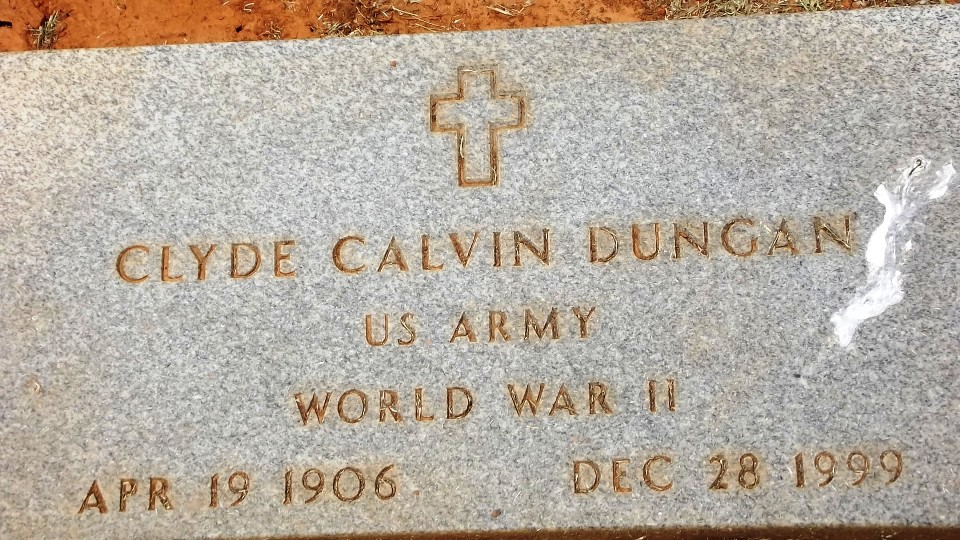 CLYDE CALVIN DUNGAN
US ARMY
WORLD WAR II
APR 19 1906 DEC 28 1999